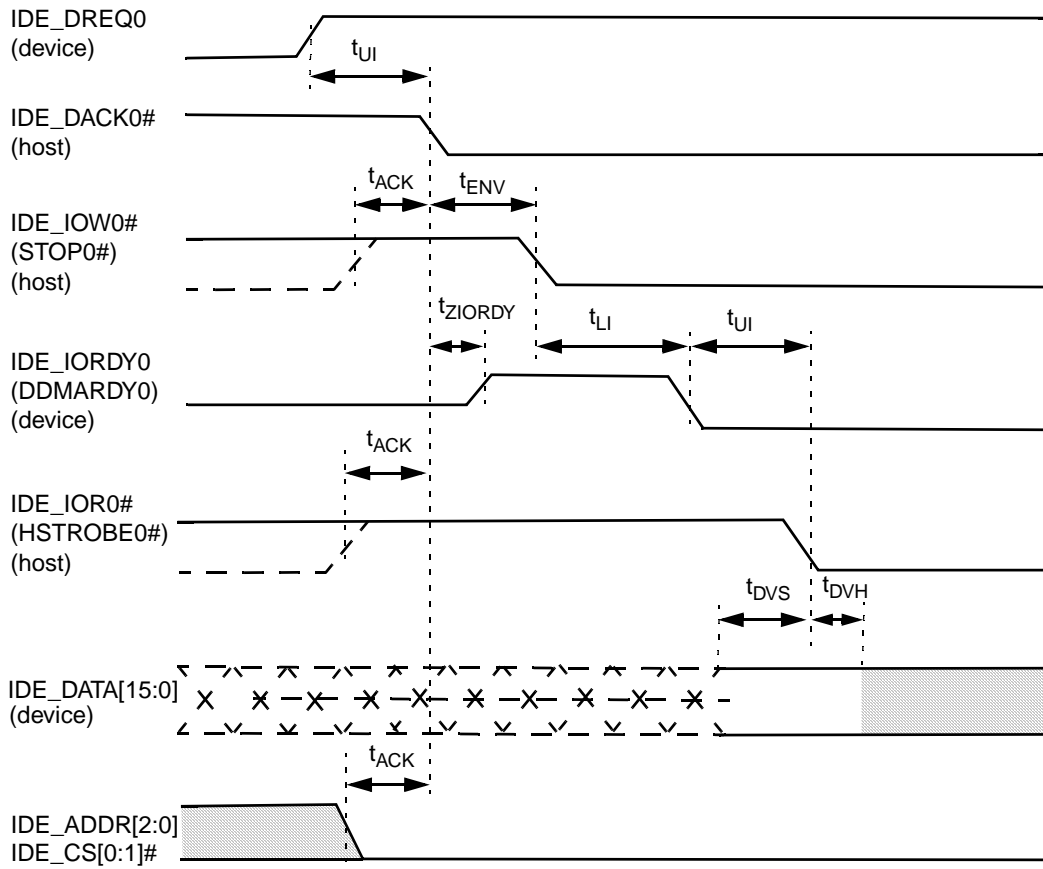 IDE_DREQ0
(device)
tUI
IDE_DACK0#
(host)
tACK
tENV
IDE_IOW0#
(STOP0#)
(host)
tZIORDY
tLI
tUI
IDE_IORDY0
(DDMARDY0)
(device)
tACK
IDE_IOR0#
(HSTROBE0#)
(host)
tDVS
tDVH
IDE_DATA[15:0]
(device)
tACK
IDE_ADDR[2:0]
IDE_CS[0:1]#